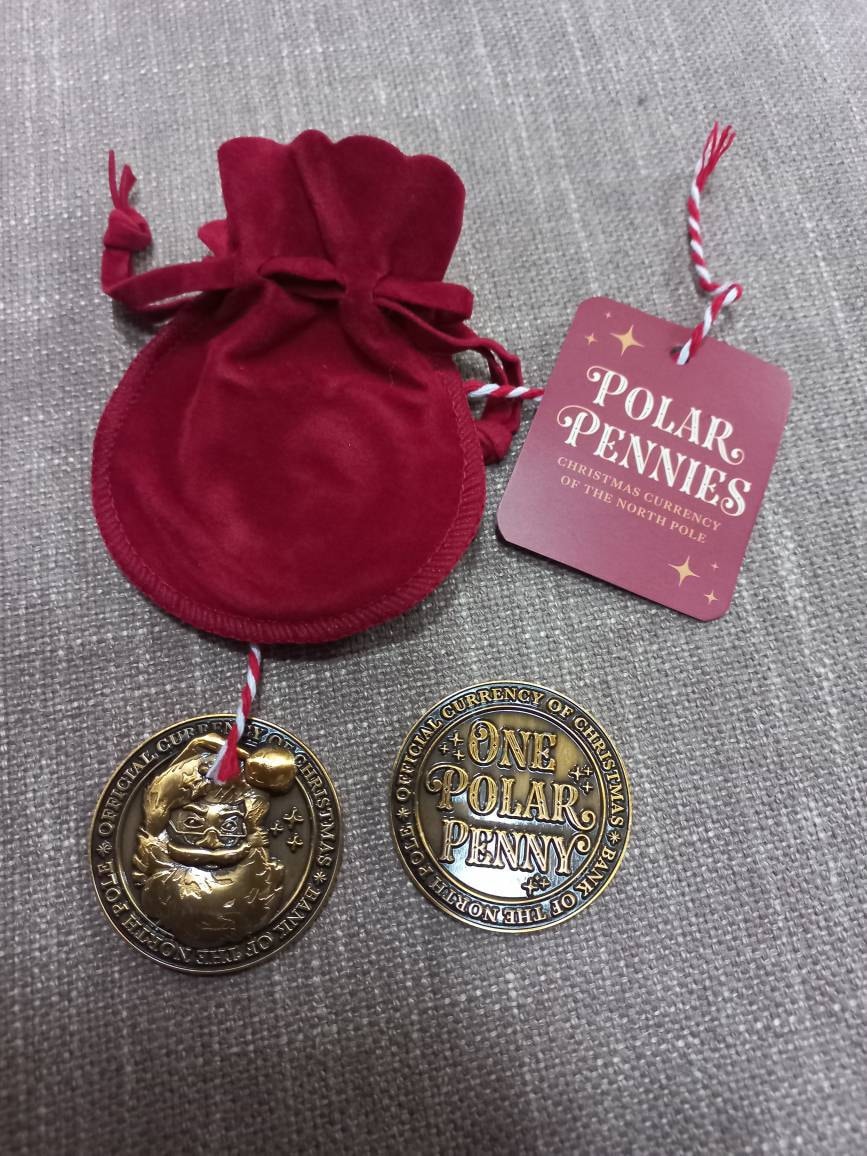 POLAR
PENNIES
CHRISTMAS CURRENCY
OF THE NORTH POLE
OFFICIAL CURRENCY OF CHRISTMAS * BANK OF THE NORTH POLE *
OFFICIAL CURRENCY OF CHRISTMAS * BANK OF THE NORTH POLE *
ONE
POLAR
PENNY